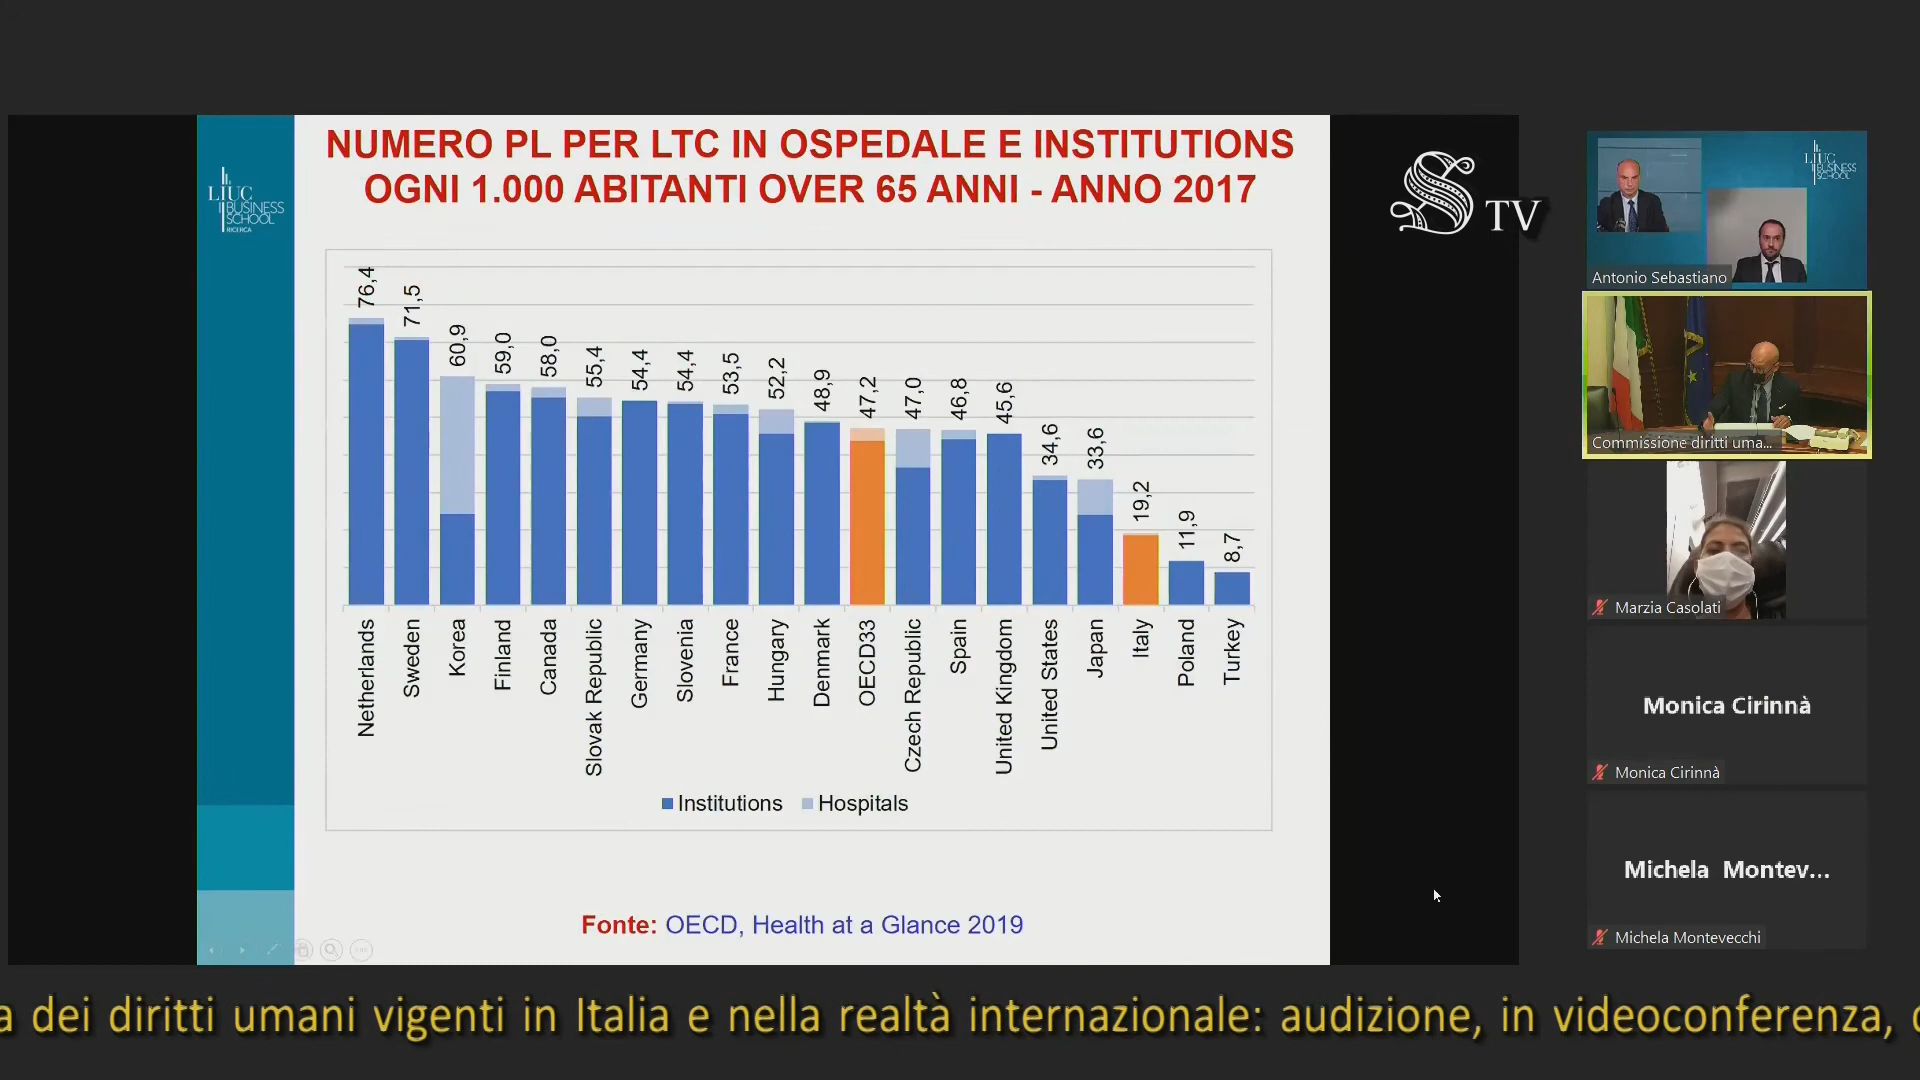 NUMERO PL PER LTC IN OSPEDALE E INSTITUTIONS
OGNI 1.000 ABITANTI OVER 65 ANNI - ANNO 2017
LIUC
BUSINESS
SCHOOL
RICERCA
76,4
71,5
60,9
59,0
58,0
55,4
54,4
54,4
53,5
52,2
48,9
47,2
47,0
46,8
45,6
34,6
33,6
19,2
11,9
8,7
Netherlands
Sweden
Korea
Finland
Canada
Slovak Republic
Germany
Slovenia
France
Hungary
Denmark
OECD33
Czech Republic
Spain
United Kingdom
United States
Japan
Italy
Poland
Turkey
Institutions
Hospitals
Fonte: OECD, Health at a Glance 2019
S TV
LIUC
BUSINESS
SCHOOL
Antonio Sebastiano
Commissione diritti uma...
Marzia Casolati
Monica Cirinnà
Monica Cirinnà
Michela Montev...
Michela Montevecchi
a dei diritti umani vigenti in Italia e nella realtà internazionale: audizione, in videoconferenza,